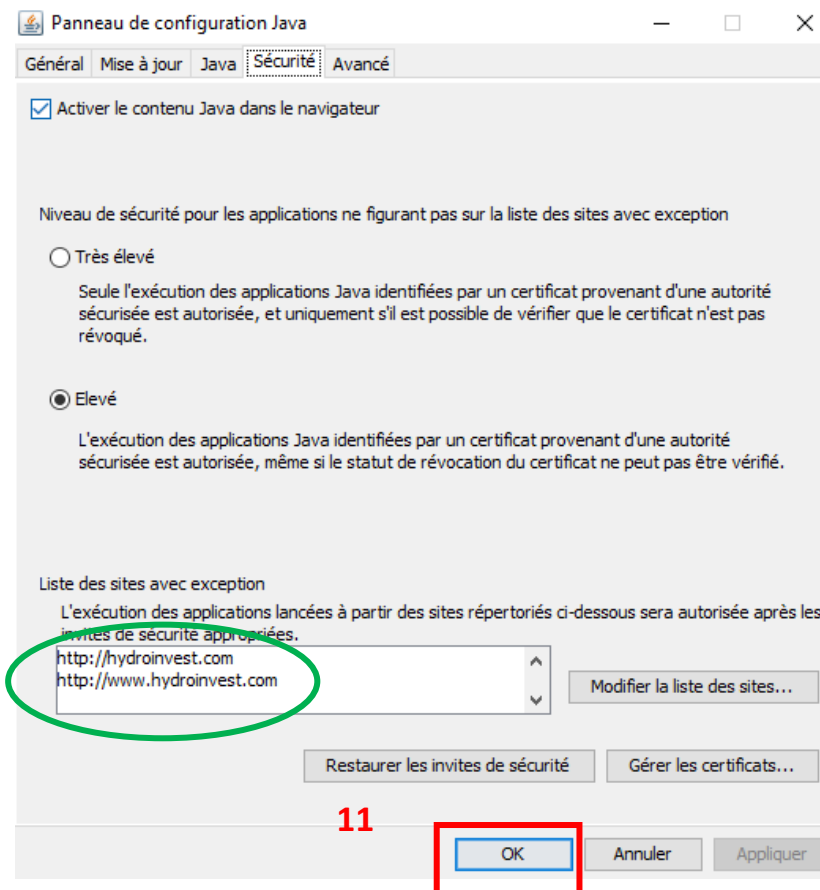 Panneau de configuration Java
Général Mise à jour Java Sécurité Avancé
Activer le contenu Java dans le navigateur
Niveau de sécurité pour les applications ne figurant pas sur la liste des sites avec exception
Très élevé
Seule l'exécution des applications Java identifiées par un certificat provenant d'une autorité
sécurisée est autorisée, et uniquement s'il est possible de vérifier que le certificat n'est pas
révoqué.
Elevé
L'exécution des applications Java identifiées par un certificat provenant d'une autorité
sécurisée est autorisée, même si le statut de révocation du certificat ne peut pas être vérifié.
Liste des sites avec exception
L'exécution des applications lancées à partir des sites répertoriés ci-dessous sera autorisée après les
invites de sécurité appropriées.
http://hydroinvest.com
http://www.hydroinvest.com
Modifier la liste des sites...
Restaurer les invites de sécurité Gérer les certificats...
11
OK Annuler Appliquer